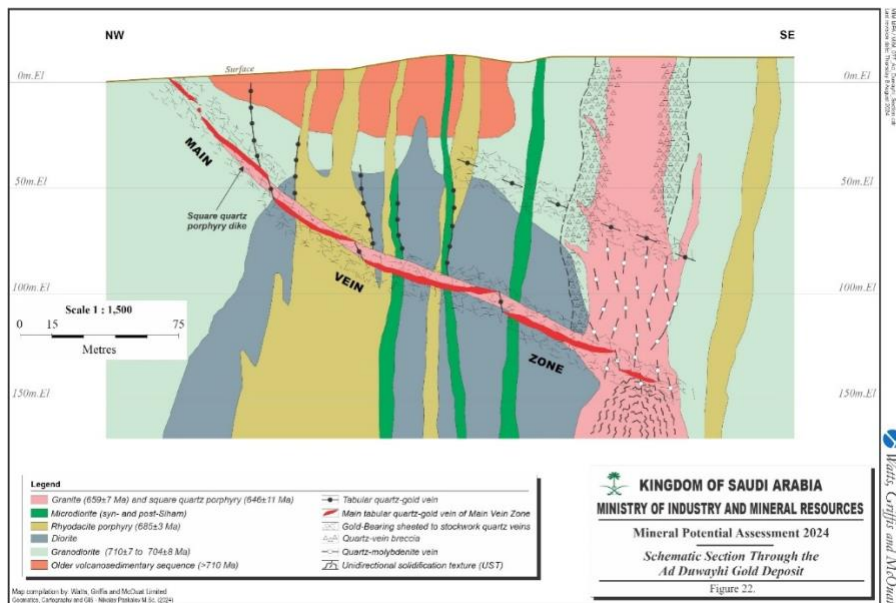 NW
SE
Surface
0m.El
0m.El
50m.El
50m.El
100m.El
100m.El
150m.El
150m.El
MAIN
VEIN
ZONE
Square quartz
porphyry dike
Scale 1 : 1,500
0 15 75
Metres
Legend
Granite (659±7 Ma) and square quartz porphyry (646±11 Ma)
Microdiorite (syn- and post-Siham)
Rhyodacite porphyry (685±3 Ma)
Diorite
Granodiorite (710±7 to 704±8 Ma)
Older volcanosedimentary sequence (>710 Ma)
Tabular quartz-gold vein
Main tabular quartz-gold vein of Main Vein Zone
Gold-Bearing sheeted to stockwork quartz veins
Quartz-vein breccia
Quartz-molybdenite vein
Unidirectional solidification texture (UST)
KINGDOM OF SAUDI ARABIA
MINISTRY OF INDUSTRY AND MINERAL RESOURCES
Mineral Potential Assessment 2024
Schematic Section Through the
Ad Duwayhi Gold Deposit
Figure 22.
Map compilation by: Watts, Griffis and McOuat Limited
Geomatics, Cartography and GIS - Nikolay Paskalev M.Sc. (2024)
Watts, Griffis and McOuat